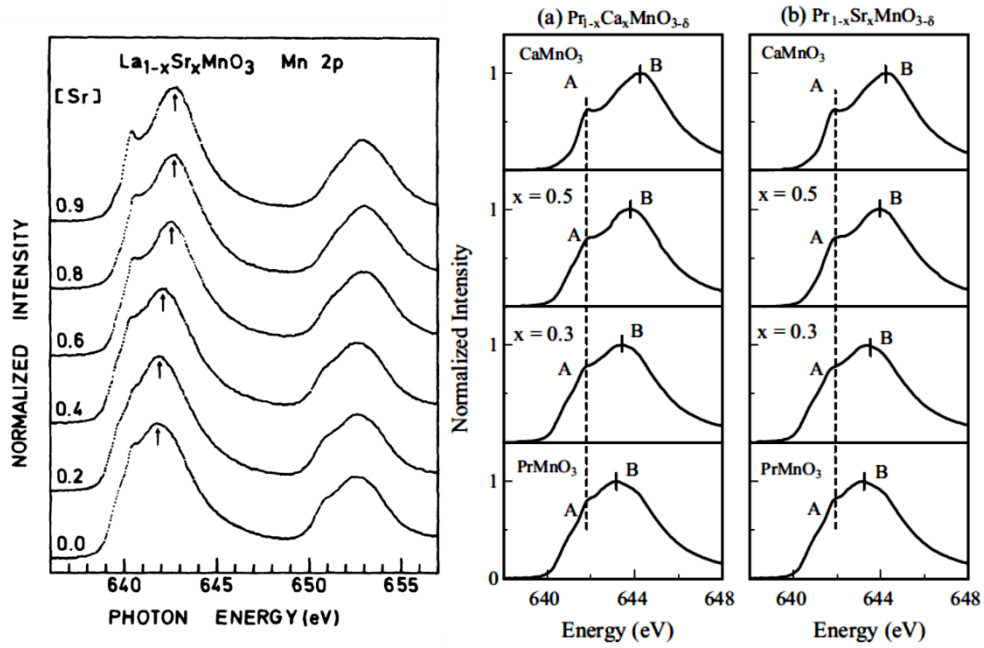 La1-xSrxMnO3 Mn 2p
[Sr]
0.9
0.8
0.6
0.4
0.2
0.0
NORMALIZED INTENSITY
640 645 650 655
PHOTON ENERGY (eV)
(a) Pr1-xCaxMnO3-δ
CaMnO3
A
B
1
x = 0.5
A
B
1
x = 0.3
A
B
1
PrMnO3
A
B
1
0
Normalized Intensity
640 644 648
Energy (eV)
(b) Pr1-xSrxMnO3-δ
CaMnO3
A
B
x = 0.5
A
B
x = 0.3
A
B
PrMnO3
A
B
640 644 648
Energy (eV)